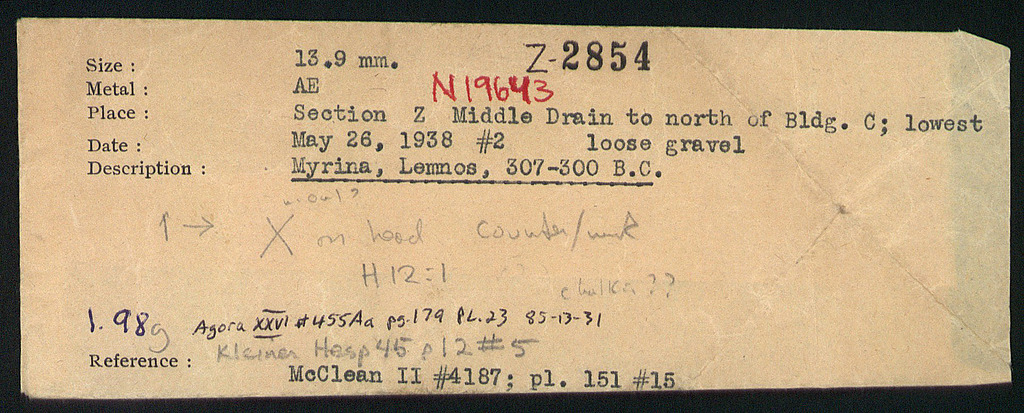 Size : 13.9 mm. Z-2854
Metal : AE N19643
Place : Section Z Middle Drain to north of Bldg. C; lowest
Date : May 26, 1938 #2 loose gravel
Description : Myrina, Lemnos, 307-300 B.C.
↑ → X on head counter/mark
H12:1
chalka ??
1.98g Agora XXVI #455Aa pg.179 PL.23 85-13-31
Kleiner Hesp 45 p 12 #5
Reference : McClean II #4187; pl. 151 #15